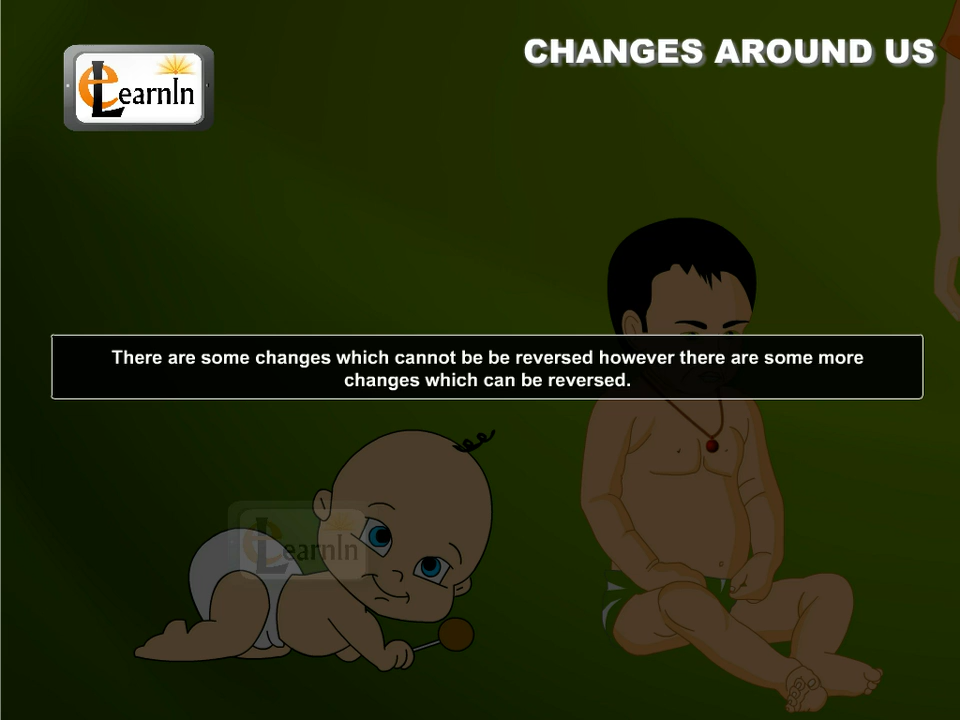 CHANGES AROUND US
eLearnIn
There are some changes which cannot be be reversed however there are some more
changes which can be reversed.
eLearnIn